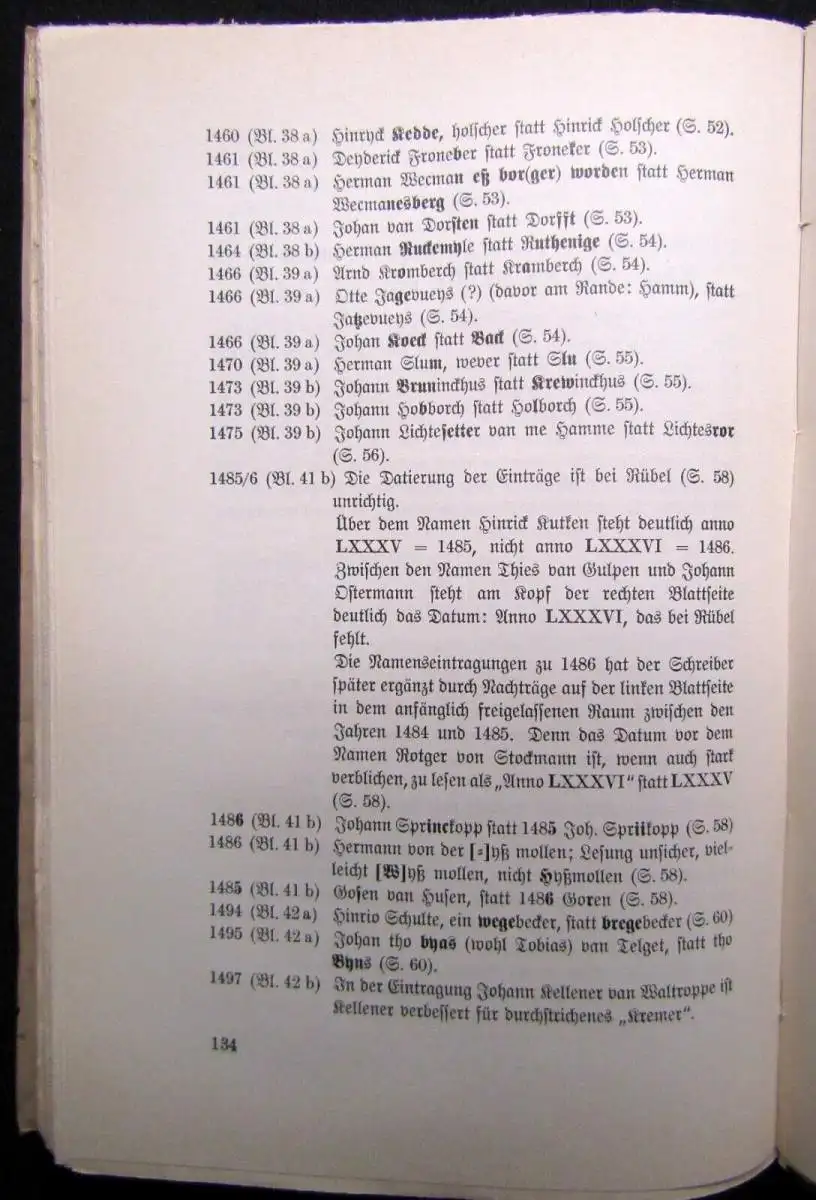 1460 (Bl. 38 a) Hinryck Kedde, holscher statt Hinrick Holscher (S. 52).
1461 (Bl. 38 a) Deyderick Froneber statt Froneker (S. 53).
1461 (Bl. 38 a) Herman Wecman eß bor(ger) worden statt Herman
Wecmanesberg (S. 53).
1461 (Bl. 38 a) Johan van Dorsten statt Dorfft (S. 53).
1464 (Bl. 38 b) Herman Ruckemyle statt Ruthenige (S. 54).
1466 (Bl. 39 a) Arnd Kromberch statt Kramberch (S. 54).
1466 (Bl. 39 a) Otte Jagevueys (?) (davor am Rande: Hamm), statt
Jatzevueys (S. 54).
1466 (Bl. 39 a) Johan Koeck statt Back (S. 54).
1470 (Bl. 39 a) Herman Slum, wever statt Slu (S. 55).
1473 (Bl. 39 b) Johann Bruninckhus statt Krewinckhus (S. 55).
1473 (Bl. 39 b) Johann Hobborch statt Holborch (S. 55).
1475 (Bl. 39 b) Johann Lichtesetter van me Hamme statt Lichtesror
(S. 56).
1485/6 (Bl. 41 b) Die Datierung der Einträge ist bei Rübel (S. 58)
unrichtig.
Über dem Namen Hinrick Kutken steht deutlich anno
LXXXV = 1485, nicht anno LXXXVI = 1486.
Zwischen den Namen Thies van Gulpen und Johann
Ostermann steht am Kopf der rechten Blattseite
deutlich das Datum: Anno LXXXVI, das bei Rübel
fehlt.
Die Namenseintragungen zu 1486 hat der Schreiber
später ergänzt durch Nachträge auf der linken Blattseite
in dem anfänglich freigelassenen Raum zwischen den
Jahren 1484 und 1485. Denn das Datum vor dem
Namen Rotger von Stockmann ist, wenn auch stark
verblichen, zu lesen als „Anno LXXXVI“ statt LXXXV
(S. 58).
1486 (Bl. 41 b) Johann Sprinckopp statt 1485 Joh. Spriikopp (S. 58)
1486 (Bl. 41 b) Hermann von der [=]yß mollen; Lesung unsicher, viel-
leicht [W]yß mollen, nicht Hyßmollen (S. 58).
1485 (Bl. 41 b) Gosen van Husen, statt 1486 Goren (S. 58).
1494 (Bl. 42 a) Hinrio Schulte, ein wegebecker, statt bregebecker (S. 60)
1495 (Bl. 42 a) Johan tho byas (wohl Tobias) van Telget, statt tho
Byns (S. 60).
1497 (Bl. 42 b) In der Eintragung Johann Kellener van Waltroppe ist
Kellener verbessert für durchstrichenes „Kremer“.
134